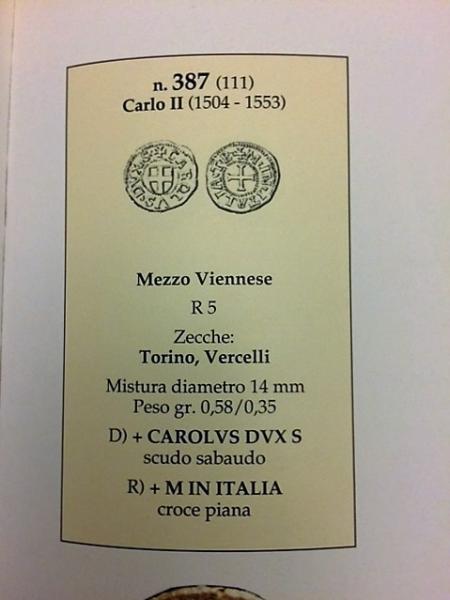 n. 387 (111)
Carlo II (1504 - 1553)
Mezzo Viennese
R 5
Zecche:
Torino, Vercelli
Mistura diametro 14 mm
Peso gr. 0,58/0,35
D) + CAROLVS DVX S
scudo sabaudo
R) + M IN ITALIA
croce piana